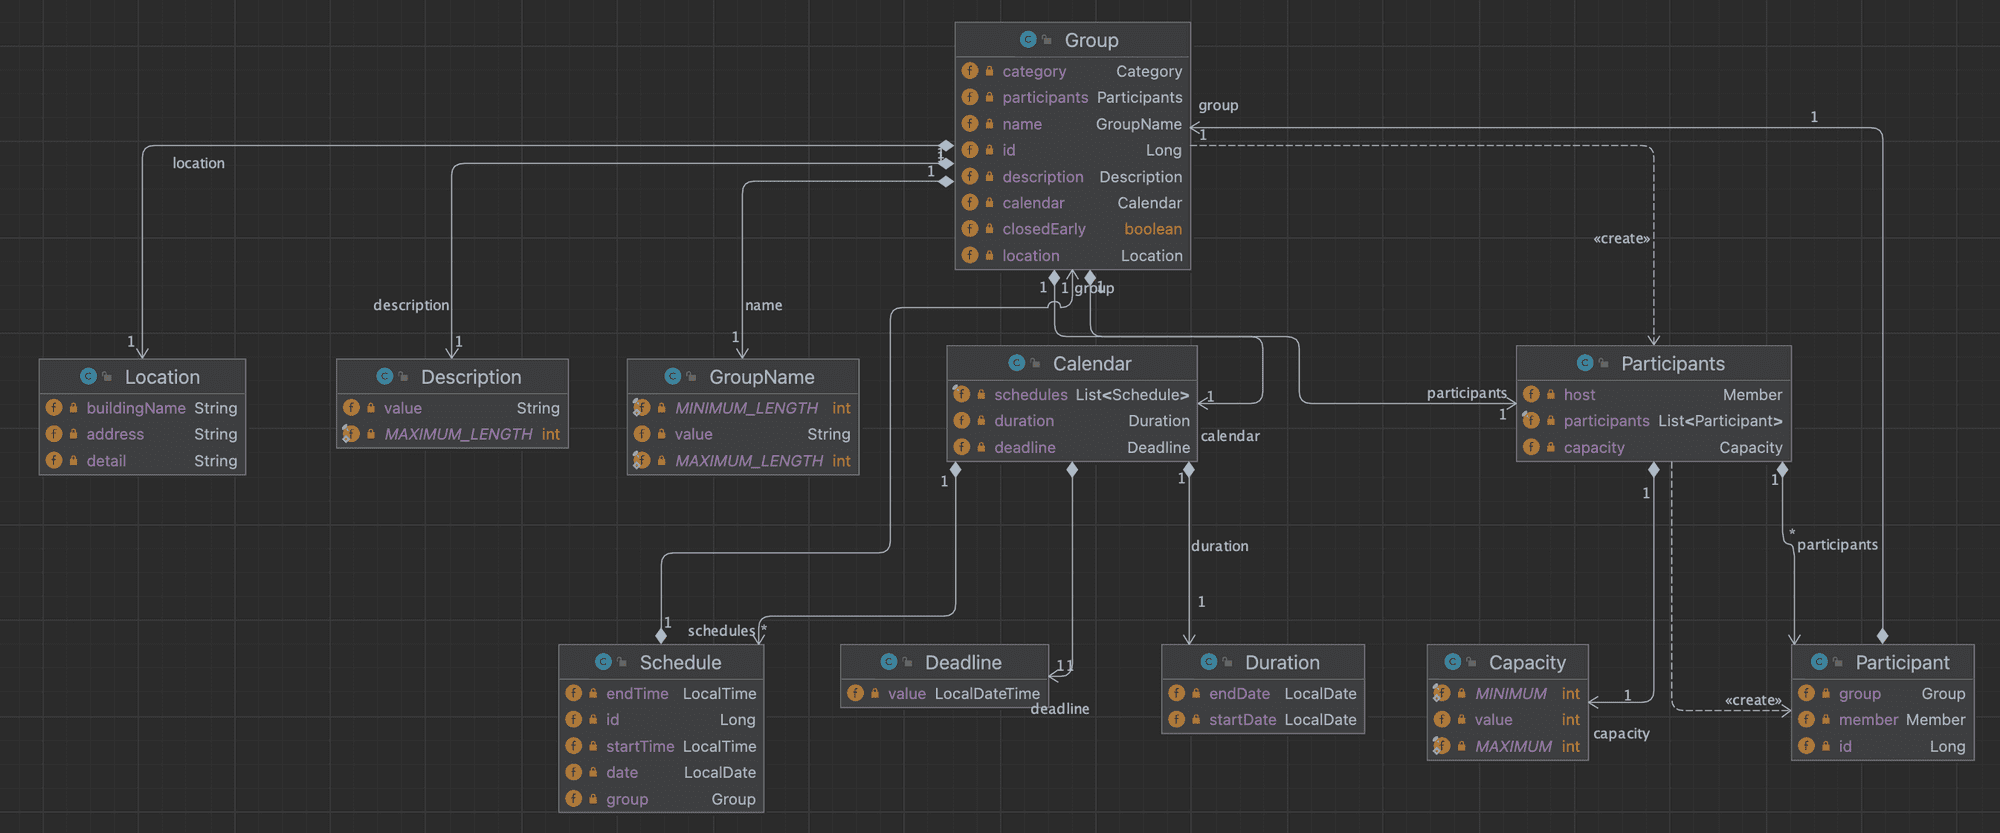 Group
category Category
participants Participants
name GroupName
id Long
description Description
calendar Calendar
closedEarly boolean
location Location
group
1
1
location
1
1
«create»
description
name
1
1
group
1
1
1
1
Location
buildingName String
address String
detail String
Description
value String
MAXIMUM_LENGTH int
GroupName
MINIMUM_LENGTH int
value String
MAXIMUM_LENGTH int
Calendar
schedules List<Schedule>
duration Duration
deadline Deadline
1
calendar
participants
1
Participants
host Member
participants List<Participant>
capacity Capacity
1
1
1
1
duration
1
*
participants
1
schedules *
Schedule
endTime LocalTime
id Long
startTime LocalTime
date LocalDate
group Group
Deadline
value LocalDateTime
11
deadline
Duration
endDate LocalDate
startDate LocalDate
Capacity
MINIMUM int
value int
MAXIMUM int
1
capacity
«create»
Participant
group Group
member Member
id Long